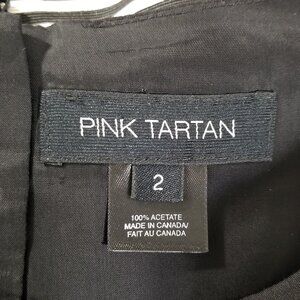 PINK TARTAN
2
100% ACETATE
MADE IN CANADA/
FAIT AU CANADA